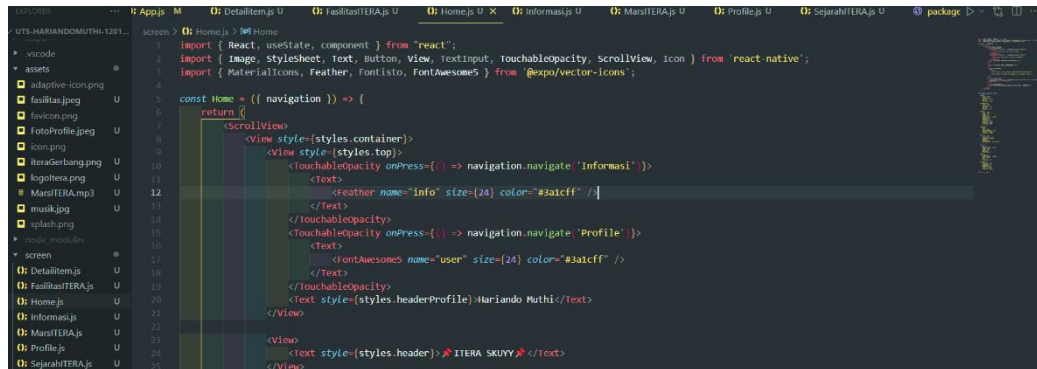 EXPLORER ... App.js M Detailitem.js U FasilitasITERA.js U Home.js U X Informasi.js U MarsITERA.js U Profile.js U SejarahITERA.js U package
UTS-HARIANDOMUTHI-1201... screen > Home.js > Home
.vscode
assets
adaptive-icon.png
fasilitas.jpeg U
favicon.png
FotoProfile.jpeg U
icon.png
iteraGerbang.png U
logoItera.png U
MarsITERA.mp3 U
musik.jpg U
splash.png
node_modules
screen
Detailitem.js U
FasilitasITERA.js U
Home.js U
Informasi.js U
MarsITERA.js U
Profile.js U
SejarahITERA.js U
1 import { React, useState, component } from "react";
2 import { Image, StyleSheet, Text, Button, View, TextInput, TouchableOpacity, ScrollView, Icon } from 'react-native';
3 import { MaterialIcons, Feather, Fontisto, FontAwesome5 } from '@expo/vector-icons';
4
5 const Home = ({ navigation }) => {
6 return (
7 <ScrollView>
8 <View style={styles.container}>
9 <View style={styles.top}>
10 <TouchableOpacity onPress={() => navigation.navigate('Informasi')}>
11 <Text>
12 <Feather name="info" size={24} color="#3a1cff" />
13 </Text>
14 </TouchableOpacity>
15 <TouchableOpacity onPress={() => navigation.navigate('Profile')}>
16 <Text>
17 <FontAwesome5 name="user" size={24} color="#3a1cff" />
18 </Text>
19 </TouchableOpacity>
20 <Text style={styles.headerProfile}>Hariando Muthi</Text>
21 </View>
22
23 <View>
24 <Text style={styles.header}>📌ITERA SKUYY📌</Text>
25 </View>